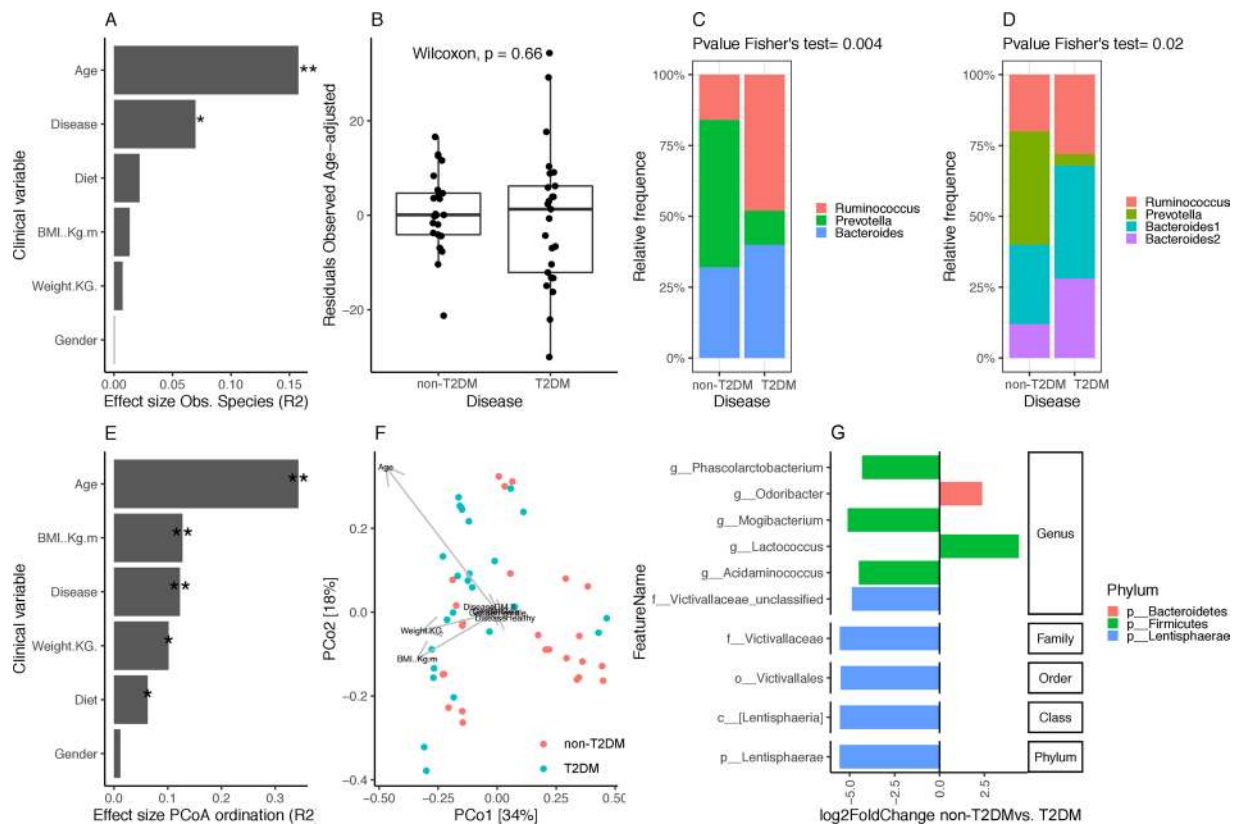 A
Clinical variable
Age
**
Disease
*
Diet
BMI..Kg.m
Weight.KG.
Gender
0.00 0.05 0.10 0.15
Effect size Obs. Species (R2)
B
Wilcoxon, p = 0.66
Residuals Observed Age-adjusted
20
0
−20
non-T2DM T2DM
Disease
C
Pvalue Fisher's test= 0.004
Relative frequence
100%
75%
50%
25%
0%
non-T2DM T2DM
Disease
Ruminococcus
Prevotella
Bacteroides
D
Pvalue Fisher's test= 0.02
Relative frequence
100%
75%
50%
25%
0%
non-T2DM T2DM
Disease
Ruminococcus
Prevotella
Bacteroides1
Bacteroides2
E
Clinical variable
Age
**
BMI..Kg.m
**
Disease
**
Weight.KG.
*
Diet
*
Gender
0.0 0.1 0.2 0.3
Effect size PCoA ordination (R2
F
PCo2 [18%]
0.2
0.0
−0.2
−0.4
Age
DiseaseHealthy
Weight.KG.
BMI..Kg.m
non-T2DM
T2DM
−0.50 −0.25 0.00 0.25 0.50
PCo1 [34%]
G
FeatureName
g__Phascolarctobacterium
g__Odoribacter
g__Mogibacterium
g__Lactococcus
g__Acidaminococcus
f__Victivallaceae_unclassified
f__Victivallaceae
o__Victivallales
c__[Lentisphaeria]
p__Lentisphaerae
Genus
Family
Order
Class
Phylum
−5.0 −2.5 0.0 2.5
log2FoldChange non-T2DMvs. T2DM
Phylum
p__Bacteroidetes
p__Firmicutes
p__Lentisphaerae